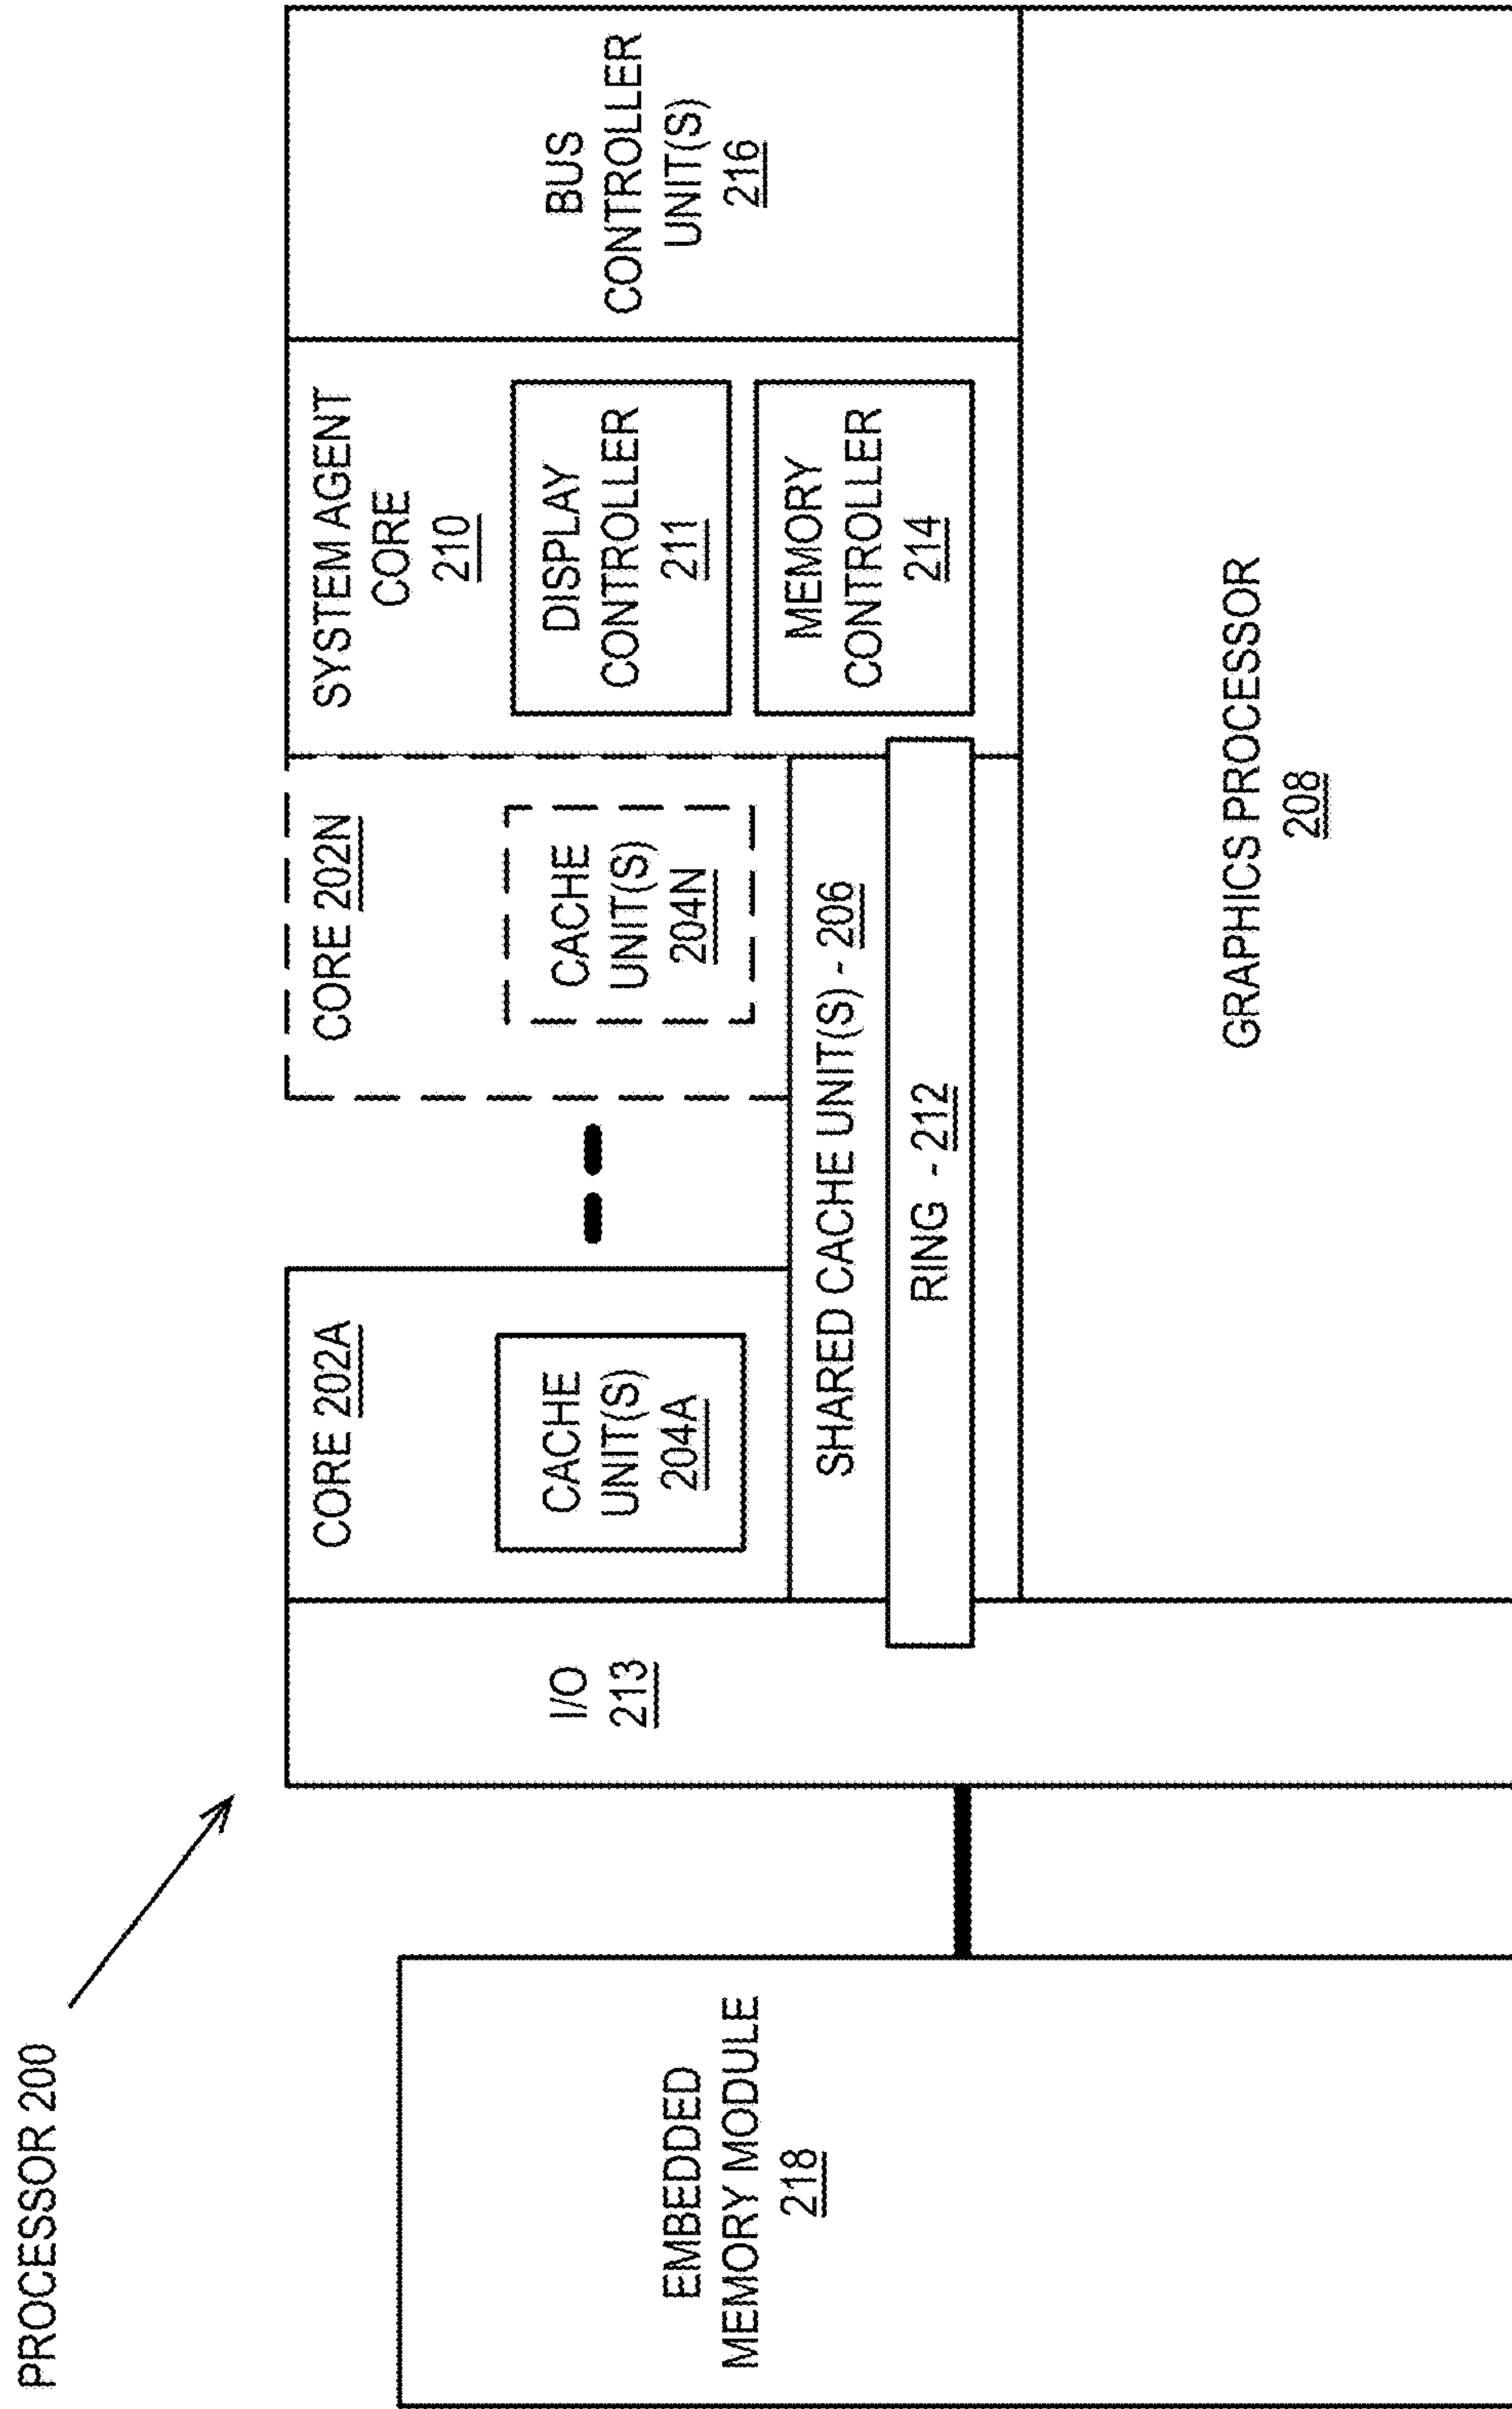 PROCESSOR 200
EMBEDDED
MEMORY MODULE
218
I/O
213
CORE 202A
CACHE
UNIT(S)
204A
CORE 202N
CACHE
UNIT(S)
204N
SHARED CACHE UNIT(S) - 206
RING - 212
SYSTEM AGENT
CORE
210
DISPLAY
CONTROLLER
211
MEMORY
CONTROLLER
214
BUS
CONTROLLER
UNIT(S)
216
GRAPHICS PROCESSOR
208